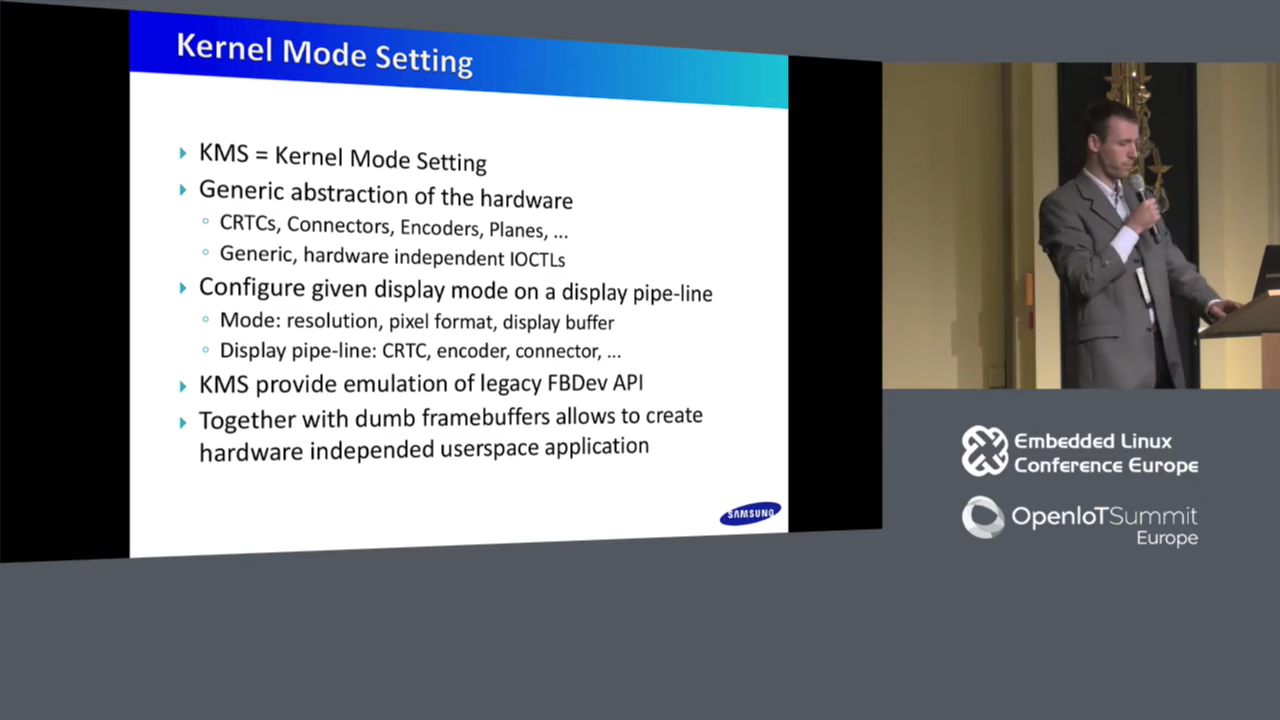 Kernel Mode Setting
KMS = Kernel Mode Setting
Generic abstraction of the hardware
CRTCs, Connectors, Encoders, Planes, ...
Generic, hardware independent IOCTLs
Configure given display mode on a display pipe-line
Mode: resolution, pixel format, display buffer
Display pipe-line: CRTC, encoder, connector, ...
KMS provide emulation of legacy FBDev API
Together with dumb framebuffers allows to create
hardware independed userspace application
SAMSUNG
Embedded Linux
Conference Europe
OpenIoTSummit
Europe